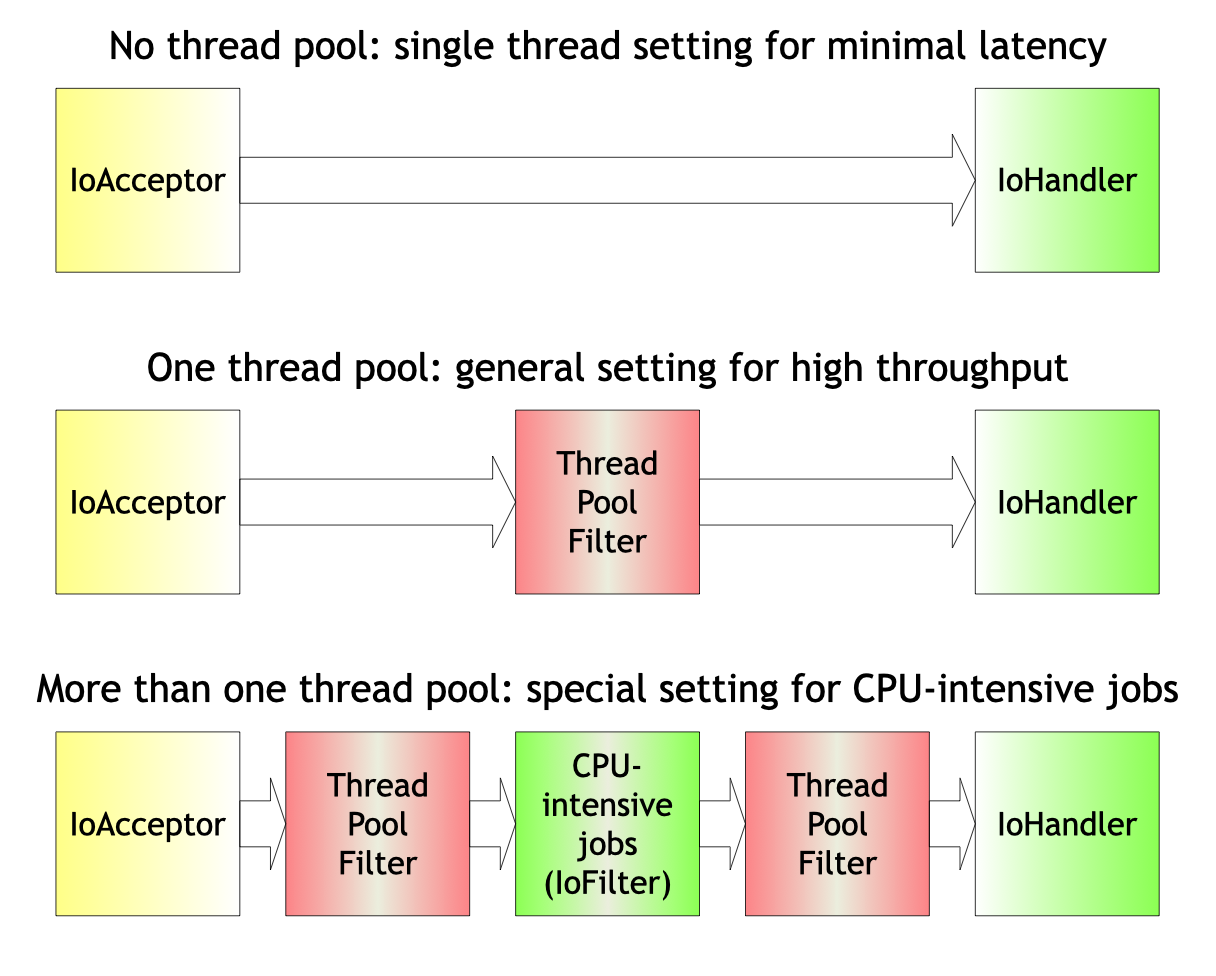 No thread pool: single thread setting for minimal latency
IoAcceptor
IoHandler
One thread pool: general setting for high throughput
IoAcceptor
Thread
Pool
Filter
IoHandler
More than one thread pool: special setting for CPU-intensive jobs
IoAcceptor
Thread
Pool
Filter
CPU-
intensive
jobs
(IoFilter)
Thread
Pool
Filter
IoHandler